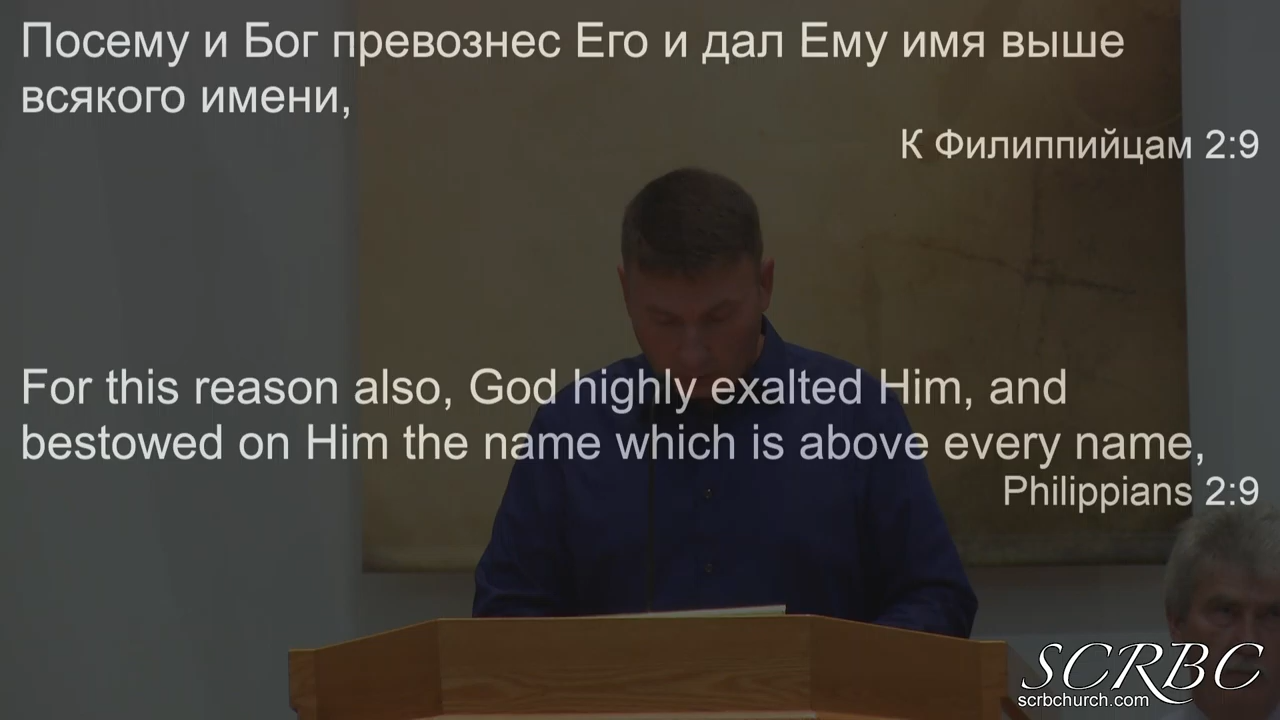 Посему и Бог превознес Его и дал Ему имя выше
всякого имени,
К Филиппийцам 2:9
For this reason also, God highly exalted Him, and
bestowed on Him the name which is above every name,
Philippians 2:9
SCRBC
scrbchurch.com